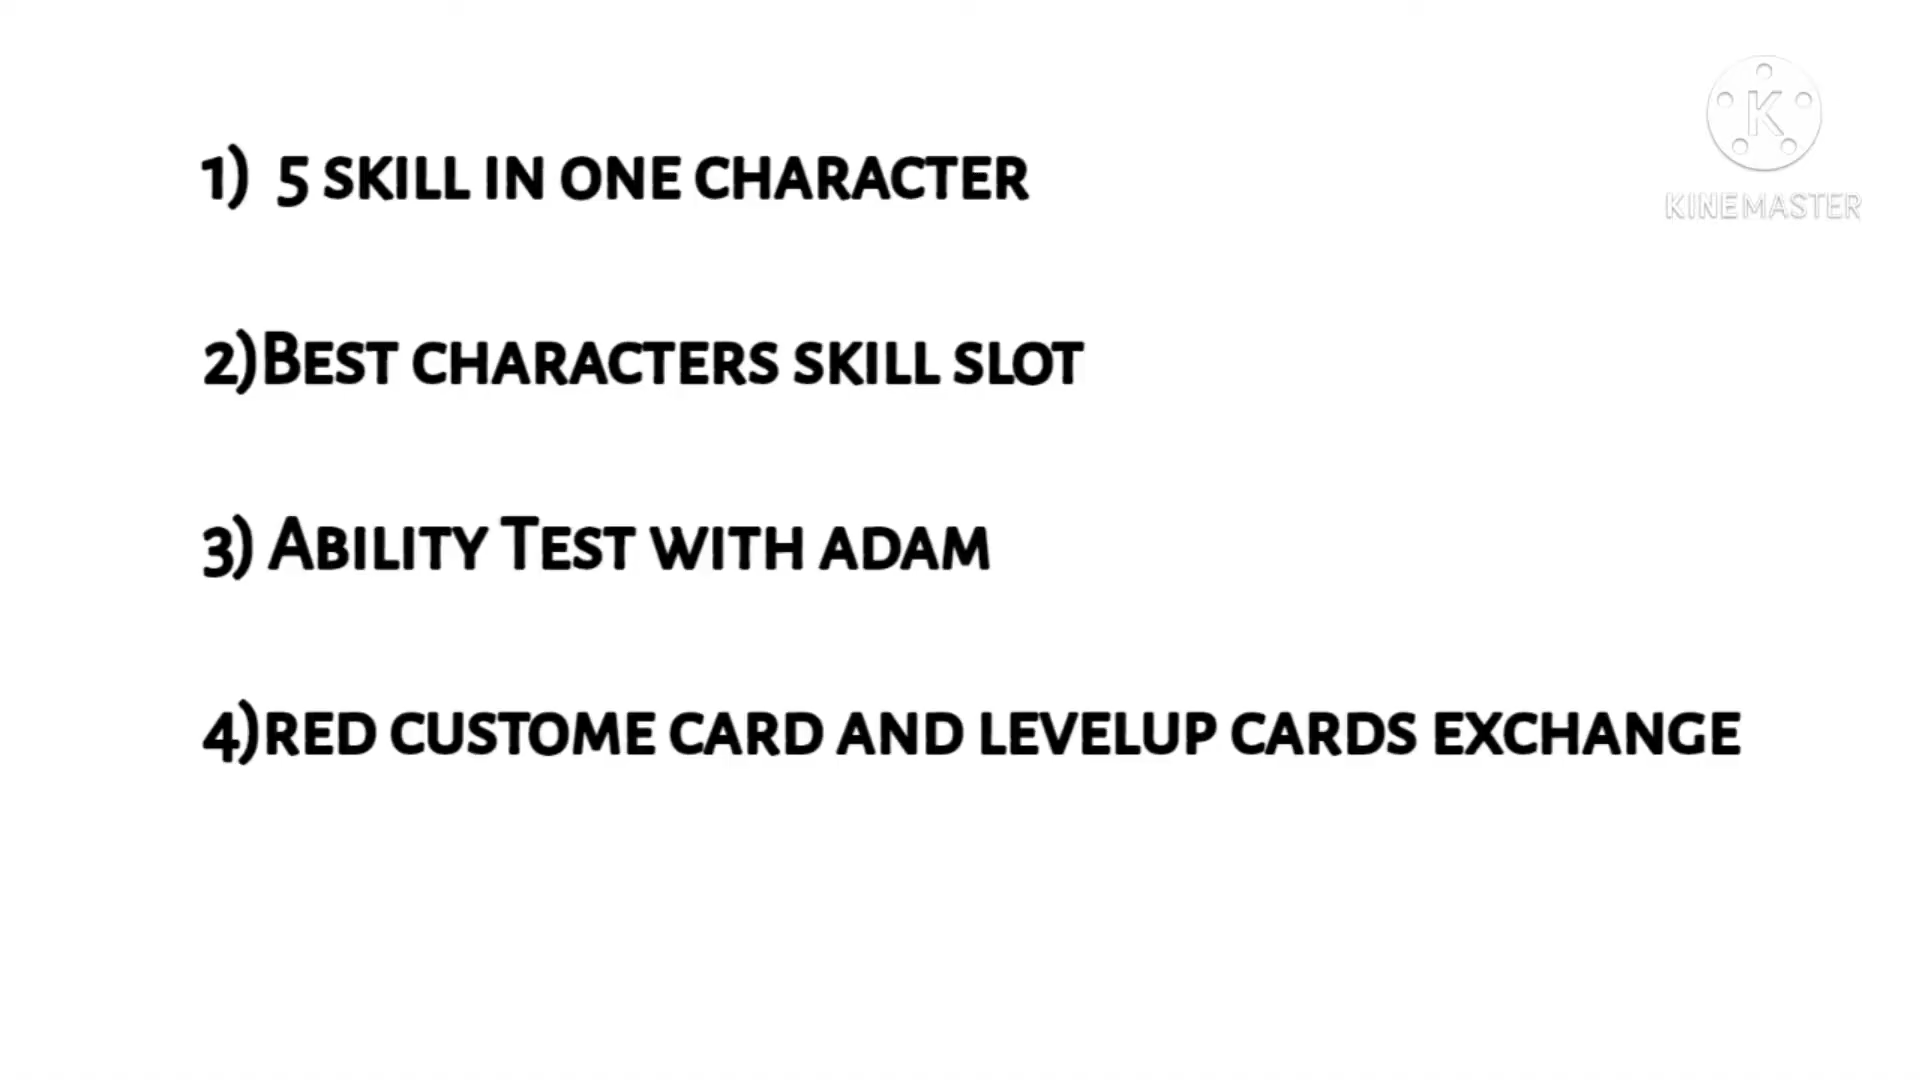 1) 5 SKILL IN ONE CHARACTER
K
KINEMASTER
2)BEST CHARACTERS SKILL SLOT
3) ABILITY TEST WITH ADAM
4)RED CUSTOME CARD AND LEVELUP CARDS EXCHANGE